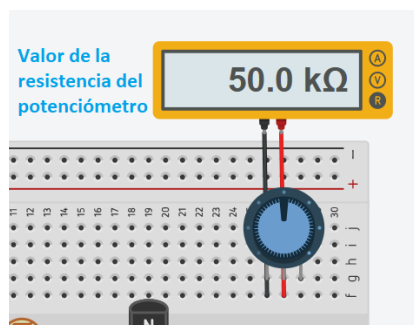 Valor de la
resistencia del
potenciómetro
50.0 kΩ
A
V
R
−
+
11 12 13 14 15 16 17 18 19 20 21 22 23 24 30
j
i
h
g
f
N